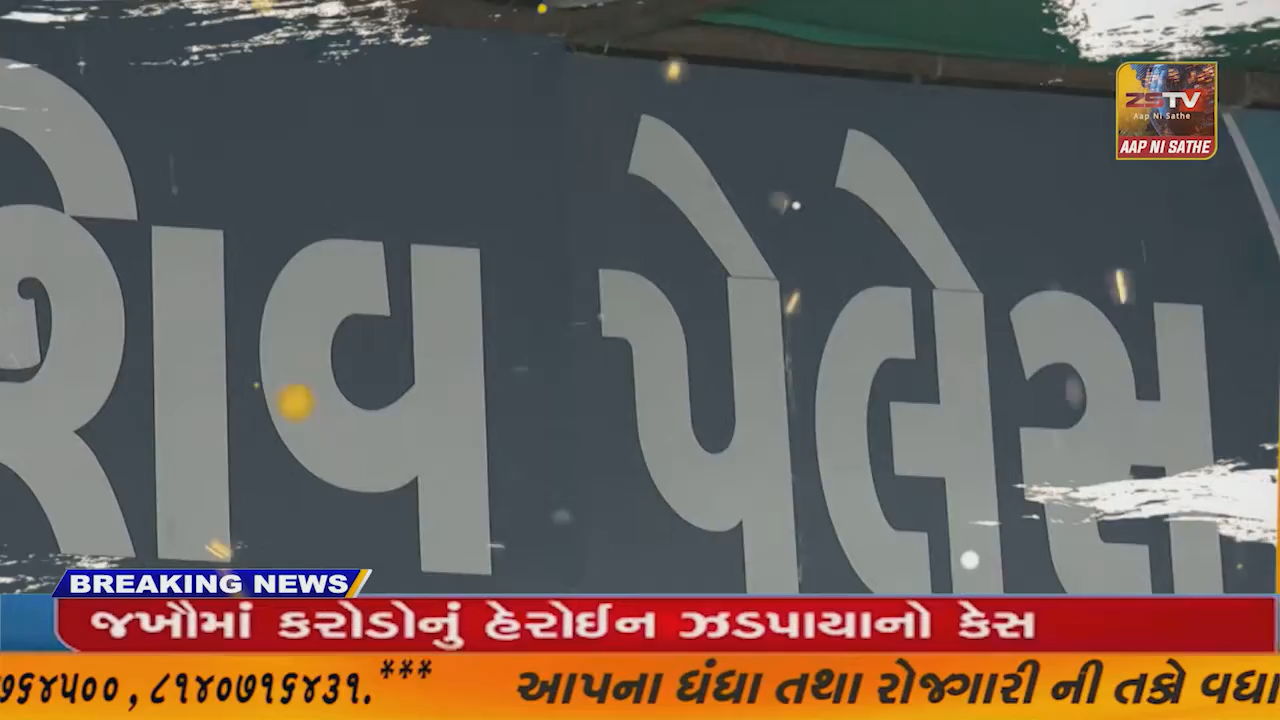 શિવ પેલેસ
ZSTV
Aap Ni Sathe
AAP NI SATHE
BREAKING NEWS
જખૌમાં કરોડોનું હેરોઈન ઝડપાયાનો કેસ
૭૬૪૫૦૦ , ૮૧૪૦૭૧૬૪૩૧.*** આપના ધંધા તથા રોજગારી ની તકો વધા